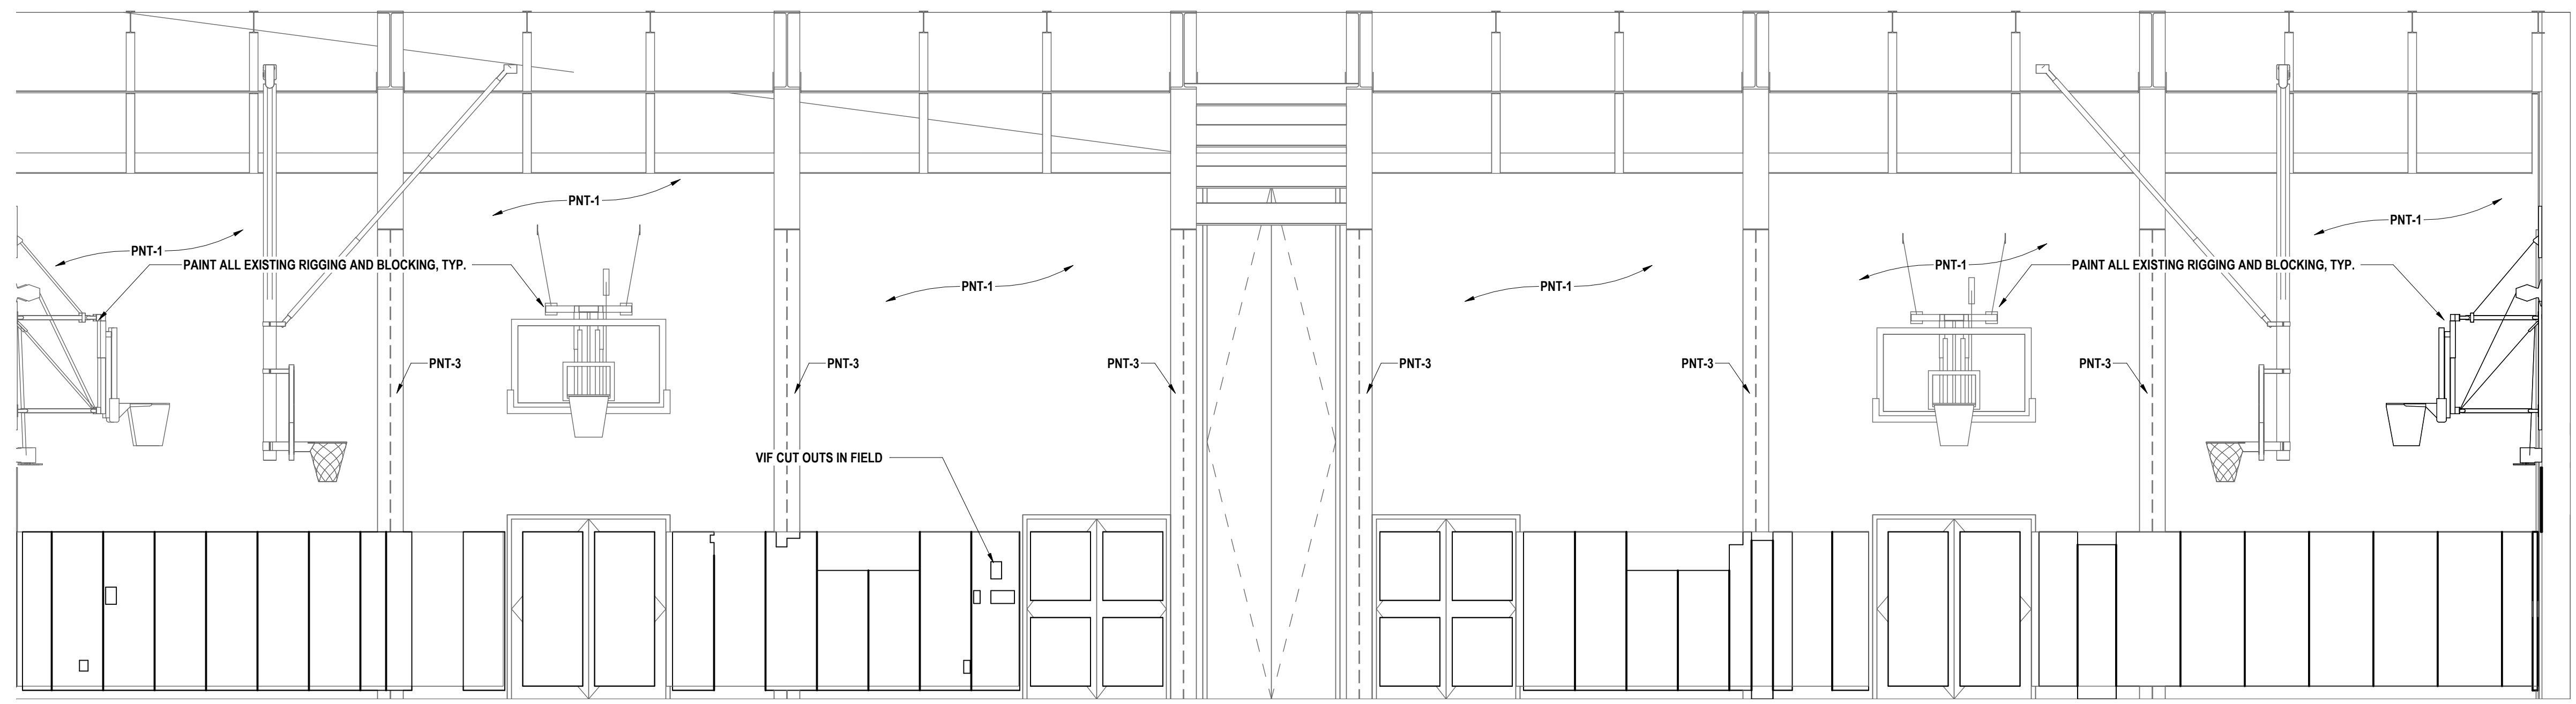 PNT-1
PNT-1
PNT-1
PNT-1
PNT-1
PNT-1
PAINT ALL EXISTING RIGGING AND BLOCKING, TYP.
PAINT ALL EXISTING RIGGING AND BLOCKING, TYP.
PNT-3
PNT-3
PNT-3
PNT-3
PNT-3
PNT-3
VIF CUT OUTS IN FIELD